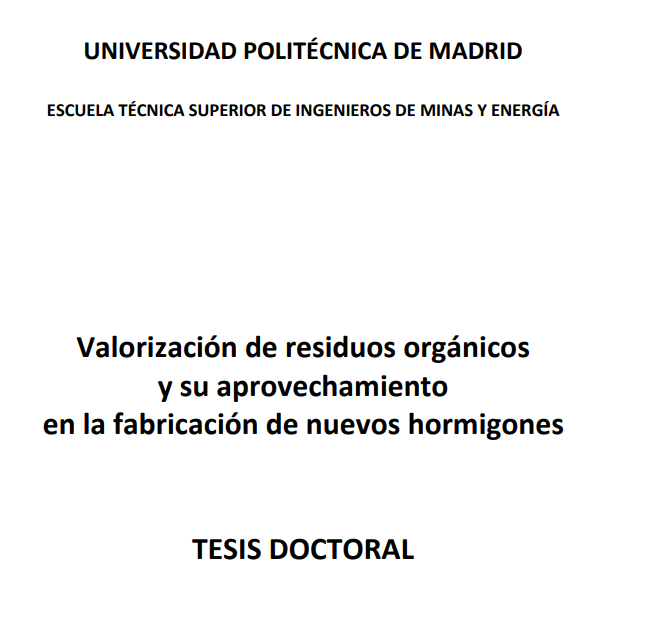 UNIVERSIDAD POLITÉCNICA DE MADRID
ESCUELA TÉCNICA SUPERIOR DE INGENIEROS DE MINAS Y ENERGÍA
Valorización de residuos orgánicos
y su aprovechamiento
en la fabricación de nuevos hormigones
TESIS DOCTORAL